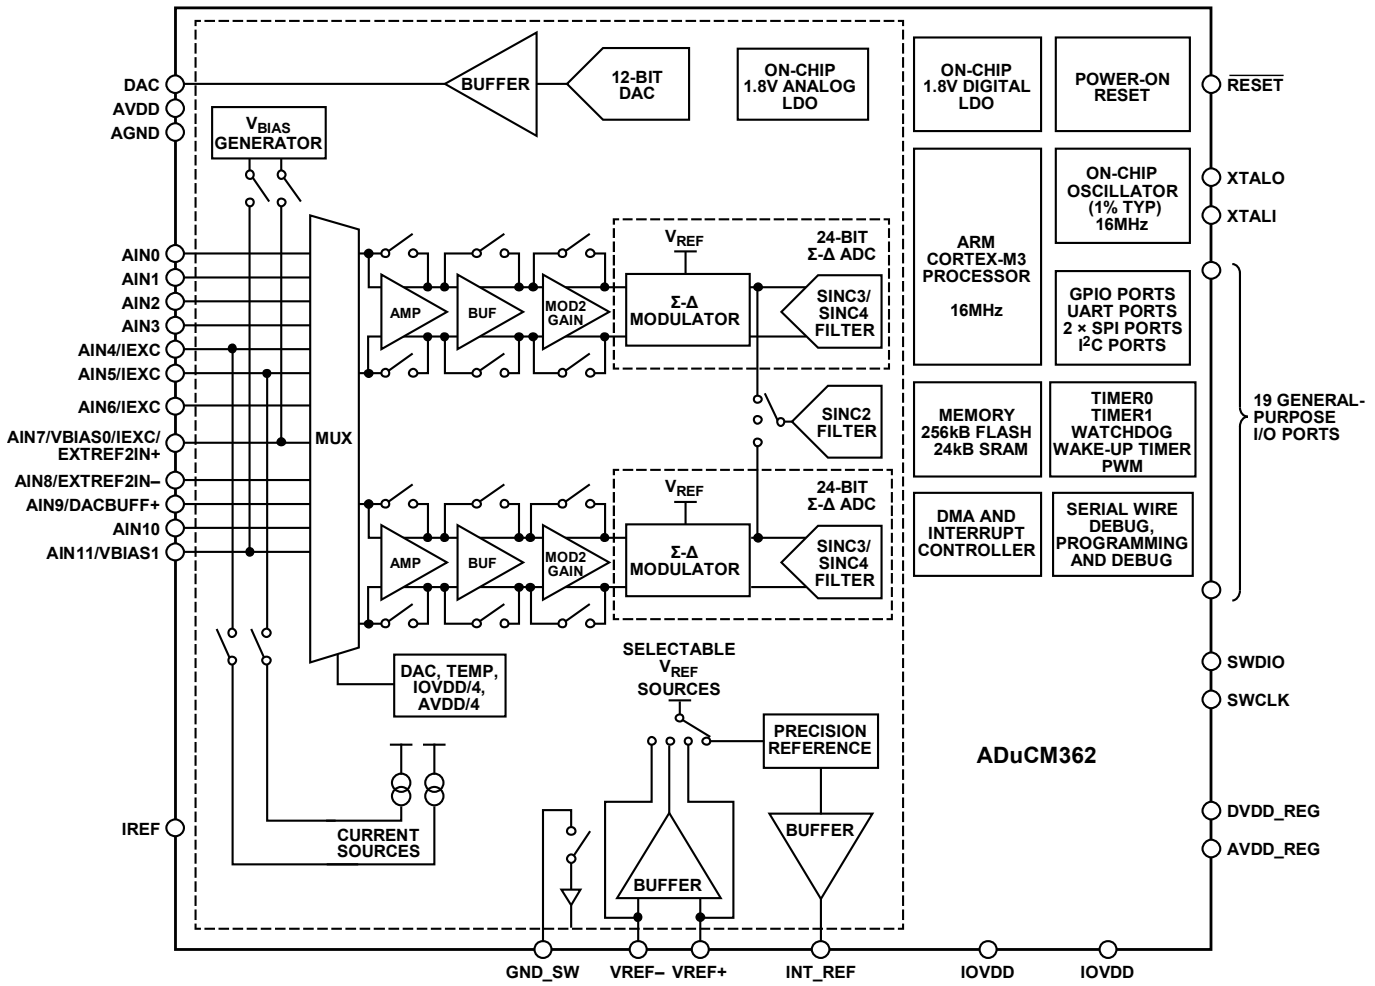 DAC
AVDD
AGND
VBIAS
GENERATOR
BUFFER
12-BIT
DAC
ON-CHIP
1.8V ANALOG
LDO
ON-CHIP
1.8V DIGITAL
LDO
POWER-ON
RESET
RESET
XTALO
XTALI
ON-CHIP
OSCILLATOR
(1% TYP)
16MHz
ARM
CORTEX-M3
PROCESSOR
16MHz
GPIO PORTS
UART PORTS
2 × SPI PORTS
I2C PORTS
AIN0
AIN1
AIN2
AIN3
AIN4/IEXC
AIN5/IEXC
AIN6/IEXC
AIN7/VBIAS0/IEXC/
EXTREF2IN+
AIN8/EXTREF2IN–
AIN9/DACBUFF+
AIN10
AIN11/VBIAS1
MUX
VREF
24-BIT
Σ-Δ ADC
AMP
BUF
MOD2
GAIN
Σ-Δ
MODULATOR
SINC3/
SINC4
FILTER
SINC2
FILTER
VREF
24-BIT
Σ-Δ ADC
AMP
BUF
MOD2
GAIN
Σ-Δ
MODULATOR
SINC3/
SINC4
FILTER
MEMORY
256kB FLASH
24kB SRAM
TIMER0
TIMER1
WATCHDOG
WAKE-UP TIMER
PWM
19 GENERAL-
PURPOSE
I/O PORTS
DMA AND
INTERRUPT
CONTROLLER
SERIAL WIRE
DEBUG,
PROGRAMMING
AND DEBUG
DAC, TEMP,
IOVDD/4,
AVDD/4
SELECTABLE
VREF
SOURCES
PRECISION
REFERENCE
SWDIO
SWCLK
ADuCM362
IREF
CURRENT
SOURCES
BUFFER
BUFFER
DVDD_REG
AVDD_REG
GND_SW
VREF–
VREF+
INT_REF
IOVDD
IOVDD